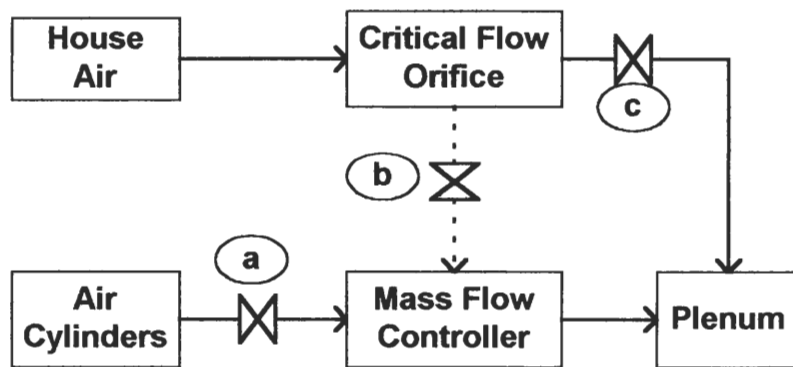 House
Air
Critical Flow
Orifice
c
b
a
Air
Cylinders
Mass Flow
Controller
Plenum